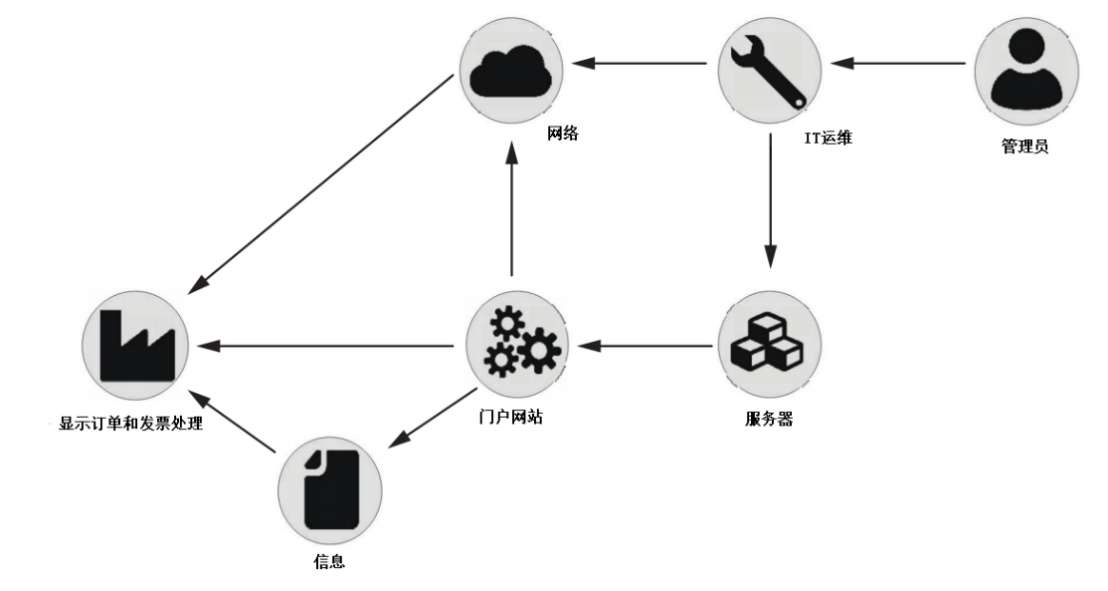 网络
IT运维
管理员
显示订单和发票处理
门户网站
服务器
信息